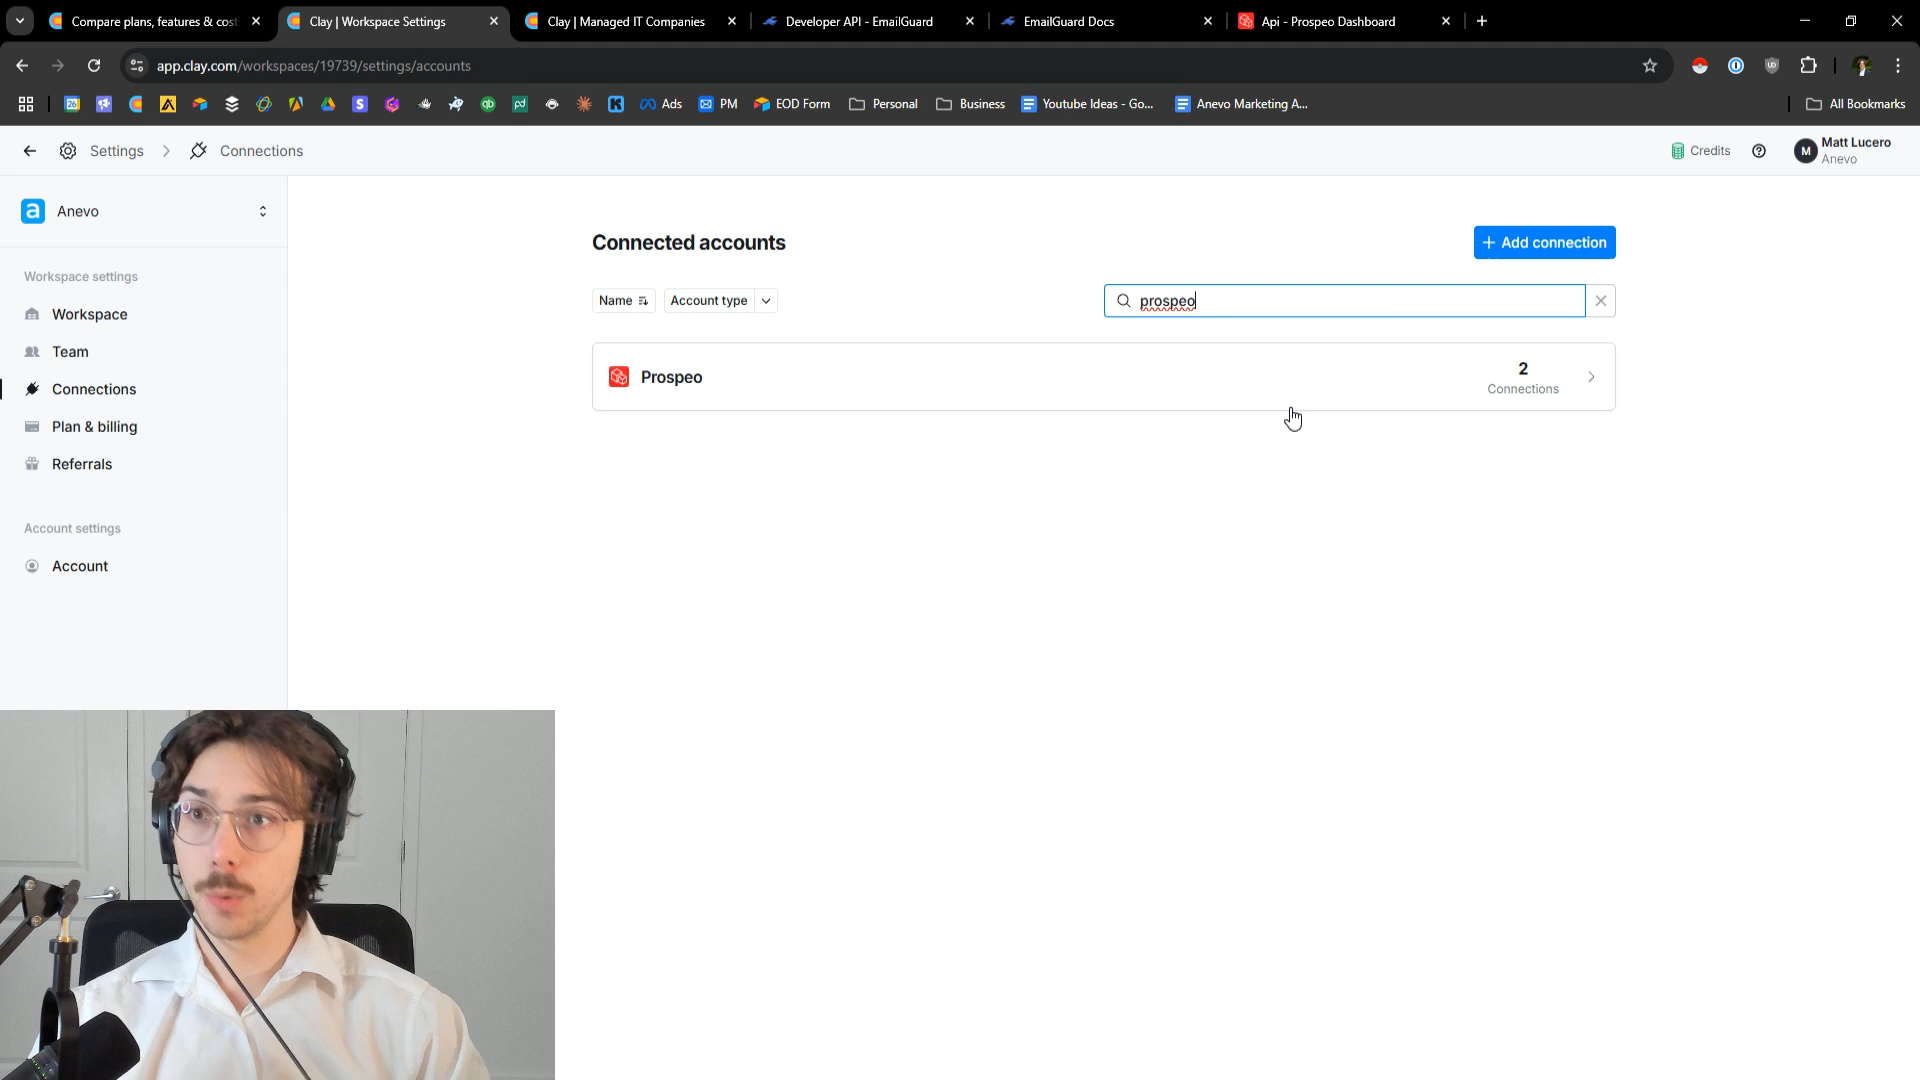 Compare plans, features & cost
Clay | Workspace Settings
Clay | Managed IT Companies
Developer API - EmailGuard
EmailGuard Docs
Api - Prospeo Dashboard
app.clay.com/workspaces/19739/settings/accounts
Ads
PM
EOD Form
Personal
Business
Youtube Ideas - Go...
Anevo Marketing A...
All Bookmarks
Settings
Connections
Credits
M
Matt Lucero
Anevo
a
Anevo
Workspace settings
Workspace
Team
Connections
Plan & billing
Referrals
Account settings
Account
Connected accounts
+ Add connection
Name
Account type
prospeo
Prospeo
2
Connections